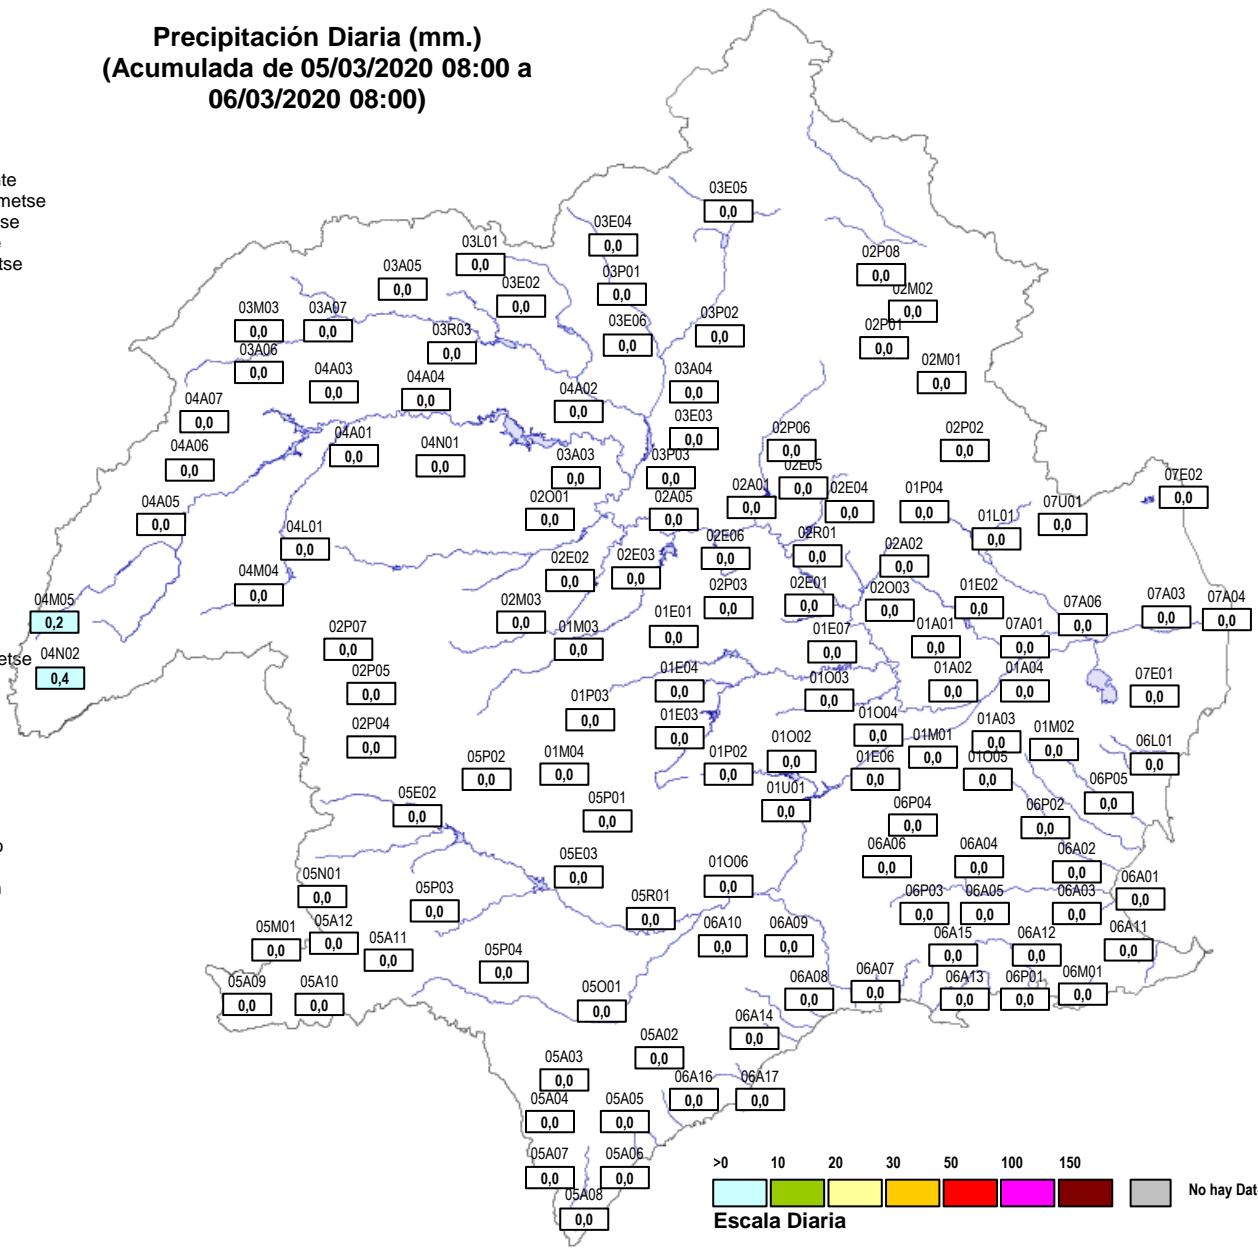 Precipitación Diaria (mm.)
(Acumulada de 05/03/2020 08:00 a
06/03/2020 08:00)
te
metse
se
tse
03E05
0,0
03E04
0,0
03L01
0,0
02P08
0,0
03A05
0,0
03P01
0,0
03E02
0,0
02M02
0,0
03M03
0,0
03A07
0,0
03P02
0,0
03E06
0,0
03R03
0,0
02P01
0,0
03A06
0,0
02M01
0,0
04A03
0,0
04A04
0,0
03A04
0,0
04A02
0,0
04A07
0,0
03E03
0,0
04A01
0,0
04N01
0,0
02P06
0,0
02P02
0,0
04A06
0,0
03A03
0,0
03P03
0,0
02E05
0,0
07E02
0,0
02A01
0,0
02E04
0,0
01P04
0,0
04A05
0,0
02O01
0,0
02A05
0,0
07U01
0,0
01L01
0,0
04L01
0,0
02E06
0,0
02R01
0,0
02A02
0,0
02E02
0,0
02E03
0,0
04M04
0,0
02P03
0,0
02E01
0,0
02O03
0,0
01E02
0,0
07A03
0,0
07A04
0,0
04M05
0,2
02M03
0,0
01E01
0,0
07A06
0,0
02P07
0,0
01M03
0,0
01E07
0,0
01A01
0,0
07A01
0,0
etse
04N02
0,4
02P05
0,0
01E04
0,0
01O03
0,0
01A02
0,0
01A04
0,0
07E01
0,0
01P03
0,0
02P04
0,0
01E03
0,0
01O04
0,0
01A03
0,0
01M02
0,0
01M01
0,0
06L01
0,0
05P02
0,0
01M04
0,0
01P02
0,0
01O02
0,0
01E06
0,0
01O05
0,0
05E02
0,0
05P01
0,0
01U01
0,0
06P05
0,0
06P04
0,0
06P02
0,0
o
05E03
0,0
01O06
0,0
06A06
0,0
06A04
0,0
06A02
0,0
05N01
0,0
05P03
0,0
06A01
0,0
05R01
0,0
06P03
0,0
06A05
0,0
06A03
0,0
05M01
0,0
05A12
0,0
05A11
0,0
06A10
0,0
06A09
0,0
06A15
0,0
06A12
0,0
06A11
0,0
05P04
0,0
05A09
0,0
05A10
0,0
05O01
0,0
06A08
0,0
06A07
0,0
06A13
0,0
06P01
0,0
06M01
0,0
06A14
0,0
05A02
0,0
05A03
0,0
06A16
0,0
06A17
0,0
05A04
0,0
05A05
0,0
05A07
0,0
05A06
0,0
05A08
0,0
>0 10 20 30 50 100 150
No hay Dat
Escala Diaria